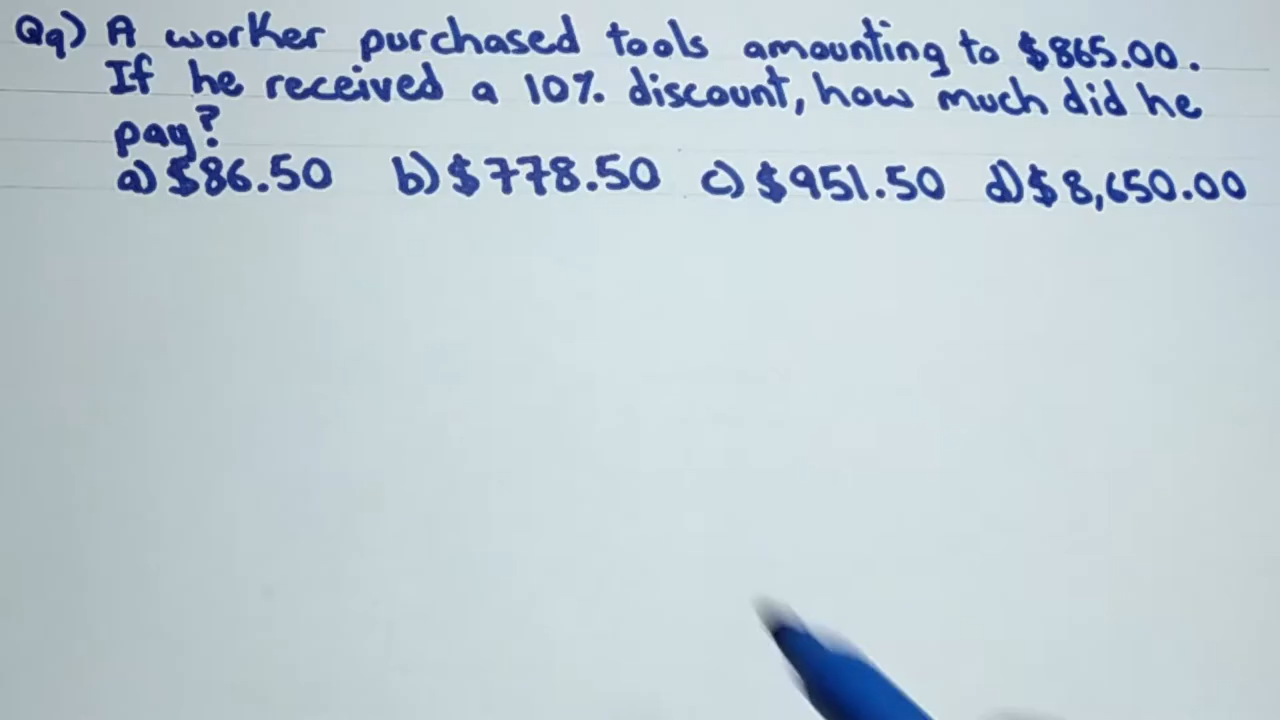 Q9) A worker purchased tools amounting to $865.00.
If he received a 10% discount, how much did he
pay?
a) $86.50 b) $778.50 c) $951.50 d) $8,650.00